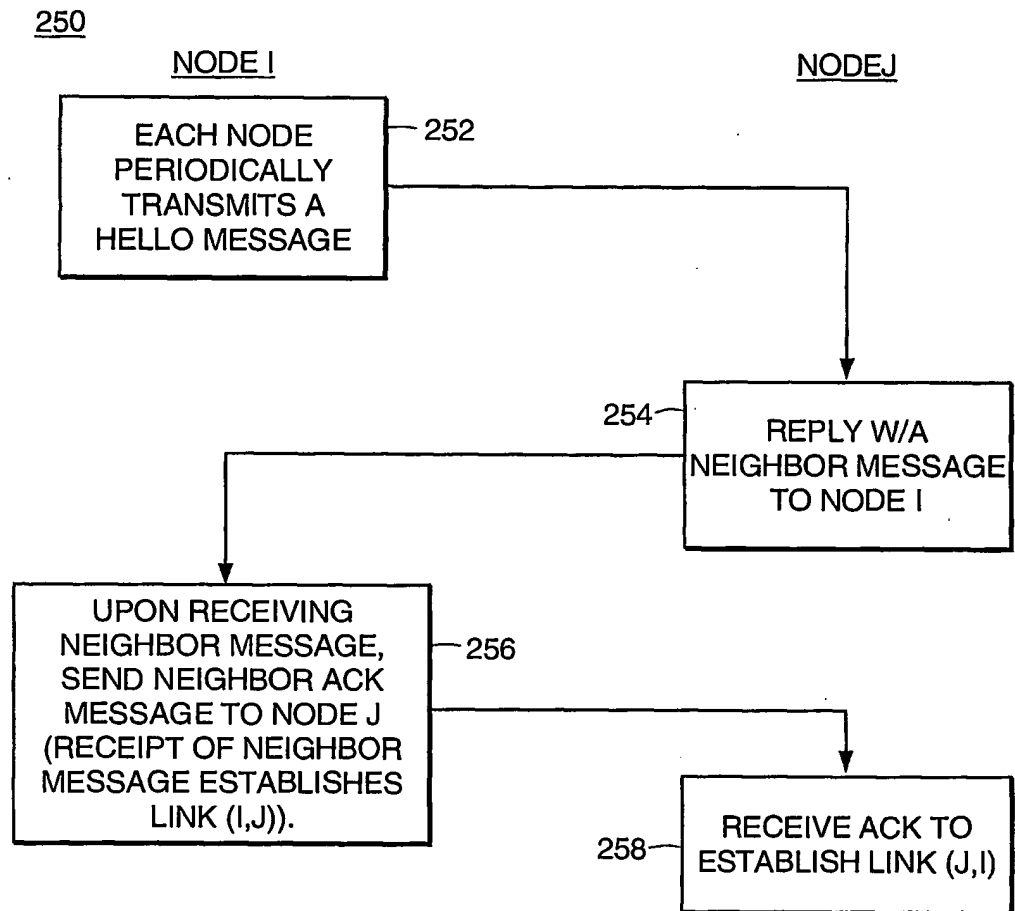 250
NODE I
NODEJ
EACH NODE
PERIODICALLY
TRANSMITS A
HELLO MESSAGE
252
254
REPLY W/A
NEIGHBOR MESSAGE
TO NODE I
UPON RECEIVING
NEIGHBOR MESSAGE,
SEND NEIGHBOR ACK
MESSAGE TO NODE J
(RECEIPT OF NEIGHBOR
MESSAGE ESTABLISHES
LINK (I,J)).
256
258
RECEIVE ACK TO
ESTABLISH LINK (J,I)